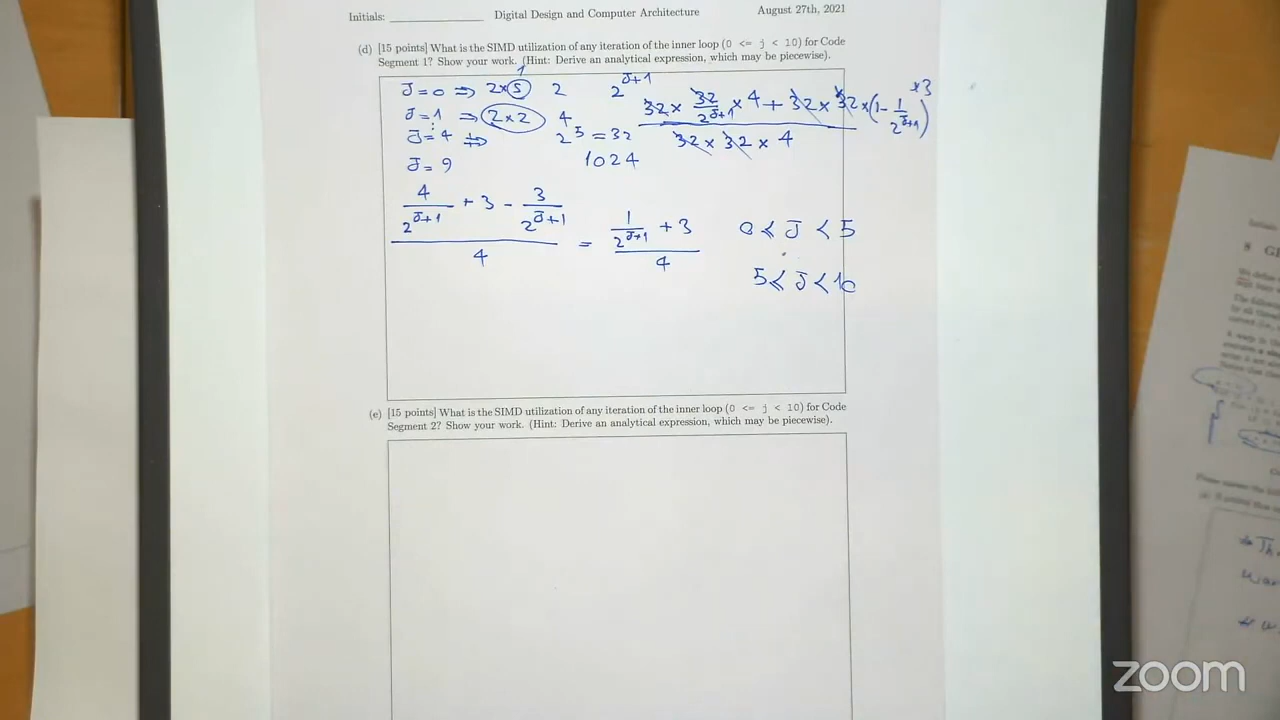 Initials: Digital Design and Computer Architecture August 27th, 2021
(d) [15 points] What is the SIMD utilization of any iteration of the inner loop (0 <= j < 10) for Code
Segment 1? Show your work. (Hint: Derive an analytical expression, which may be piecewise).
J=0 ⇒ 2×5 1 2 2^(J+1)
J=1 ⇒ 2×2 4
J=4 ⇒ 2^5 = 32
J=9 1024
(32 × 32/2^(J+1) × 4 + 32 × 32 × (1 - 1/2^(J+1)) × 3) / (32 × 32 × 4)
(4/2^(J+1) + 3 - 3/2^(J+1)) / 4 = (1/2^(J+1) + 3) / 4 0 ≤ J < 5
5 ≤ J < 10
(e) [15 points] What is the SIMD utilization of any iteration of the inner loop (0 <= j < 10) for Code
Segment 2? Show your work. (Hint: Derive an analytical expression, which may be piecewise).
zoom